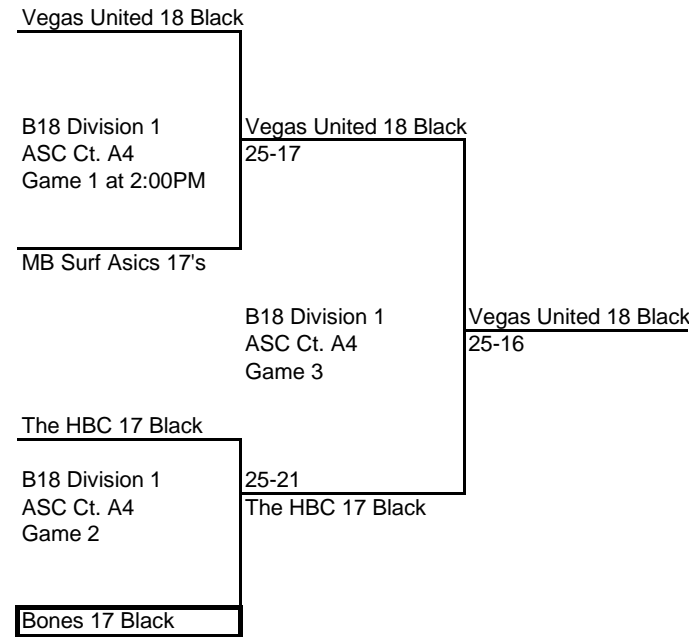 Vegas United 18 Black
B18 Division 1
ASC Ct. A4
Game 1 at 2:00PM
Vegas United 18 Black
25-17
MB Surf Asics 17's
B18 Division 1
ASC Ct. A4
Game 3
Vegas United 18 Black
25-16
The HBC 17 Black
B18 Division 1
ASC Ct. A4
Game 2
25-21
The HBC 17 Black
Bones 17 Black